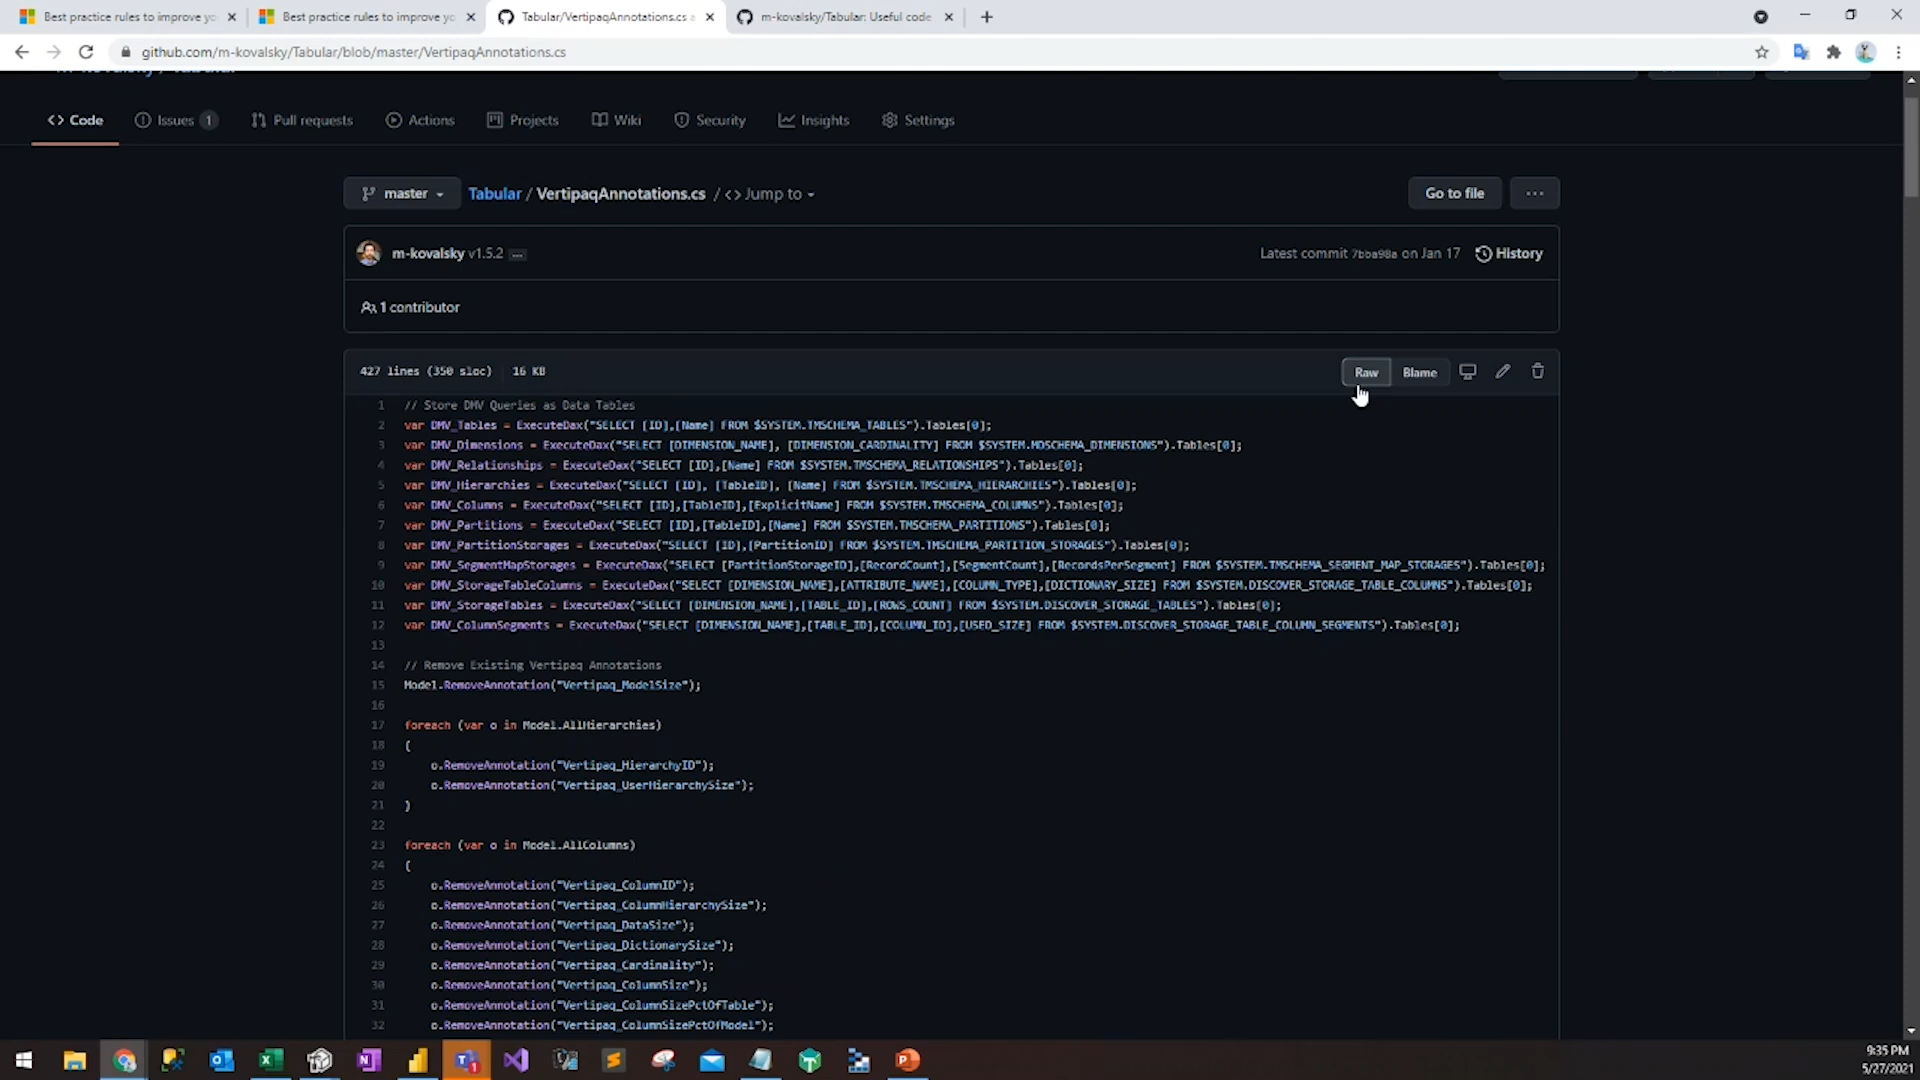 Best practice rules to improve yo
Best practice rules to improve yo
Tabular/VertipaqAnnotations.cs a
m-kovalsky/Tabular: Useful code
github.com/m-kovalsky/Tabular/blob/master/VertipaqAnnotations.cs
Code
Issues 1
Pull requests
Actions
Projects
Wiki
Security
Insights
Settings
master
Tabular / VertipaqAnnotations.cs / <> Jump to
Go to file
...
m-kovalsky v1.5.2 ...
Latest commit 7bba98a on Jan 17
History
1 contributor
427 lines (350 sloc) 16 KB
Raw
Blame
1 // Store DMV Queries as Data Tables
2 var DMV_Tables = ExecuteDax("SELECT [ID],[Name] FROM $SYSTEM.TMSCHEMA_TABLES").Tables[0];
3 var DMV_Dimensions = ExecuteDax("SELECT [DIMENSION_NAME], [DIMENSION_CARDINALITY] FROM $SYSTEM.MDSCHEMA_DIMENSIONS").Tables[0];
4 var DMV_Relationships = ExecuteDax("SELECT [ID],[Name] FROM $SYSTEM.TMSCHEMA_RELATIONSHIPS").Tables[0];
5 var DMV_Hierarchies = ExecuteDax("SELECT [ID], [TableID], [Name] FROM $SYSTEM.TMSCHEMA_HIERARCHIES").Tables[0];
6 var DMV_Columns = ExecuteDax("SELECT [ID],[TableID],[ExplicitName] FROM $SYSTEM.TMSCHEMA_COLUMNS").Tables[0];
7 var DMV_Partitions = ExecuteDax("SELECT [ID],[TableID],[Name] FROM $SYSTEM.TMSCHEMA_PARTITIONS").Tables[0];
8 var DMV_PartitionStorages = ExecuteDax("SELECT [ID],[PartitionID] FROM $SYSTEM.TMSCHEMA_PARTITION_STORAGES").Tables[0];
9 var DMV_SegmentMapStorages = ExecuteDax("SELECT [PartitionStorageID],[RecordCount],[SegmentCount],[RecordsPerSegment] FROM $SYSTEM.TMSCHEMA_SEGMENT_MAP_STORAGES").Tables[0];
10 var DMV_StorageTableColumns = ExecuteDax("SELECT [DIMENSION_NAME],[ATTRIBUTE_NAME],[COLUMN_TYPE],[DICTIONARY_SIZE] FROM $SYSTEM.DISCOVER_STORAGE_TABLE_COLUMNS").Tables[0];
11 var DMV_StorageTables = ExecuteDax("SELECT [DIMENSION_NAME],[TABLE_ID],[ROWS_COUNT] FROM $SYSTEM.DISCOVER_STORAGE_TABLES").Tables[0];
12 var DMV_ColumnSegments = ExecuteDax("SELECT [DIMENSION_NAME],[TABLE_ID],[COLUMN_ID],[USED_SIZE] FROM $SYSTEM.DISCOVER_STORAGE_TABLE_COLUMN_SEGMENTS").Tables[0];
13
14 // Remove Existing Vertipaq Annotations
15 Model.RemoveAnnotation("Vertipaq_ModelSize");
16
17 foreach (var o in Model.AllHierarchies)
18 {
19 o.RemoveAnnotation("Vertipaq_HierarchyID");
20 o.RemoveAnnotation("Vertipaq_UserHierarchySize");
21 }
22
23 foreach (var o in Model.AllColumns)
24 {
25 o.RemoveAnnotation("Vertipaq_ColumnID");
26 o.RemoveAnnotation("Vertipaq_ColumnHierarchySize");
27 o.RemoveAnnotation("Vertipaq_DataSize");
28 o.RemoveAnnotation("Vertipaq_DictionarySize");
29 o.RemoveAnnotation("Vertipaq_Cardinality");
30 o.RemoveAnnotation("Vertipaq_ColumnSize");
31 o.RemoveAnnotation("Vertipaq_ColumnSizePctOfTable");
32 o.RemoveAnnotation("Vertipaq_ColumnSizePctOfModel");
9:35 PM
5/27/2021